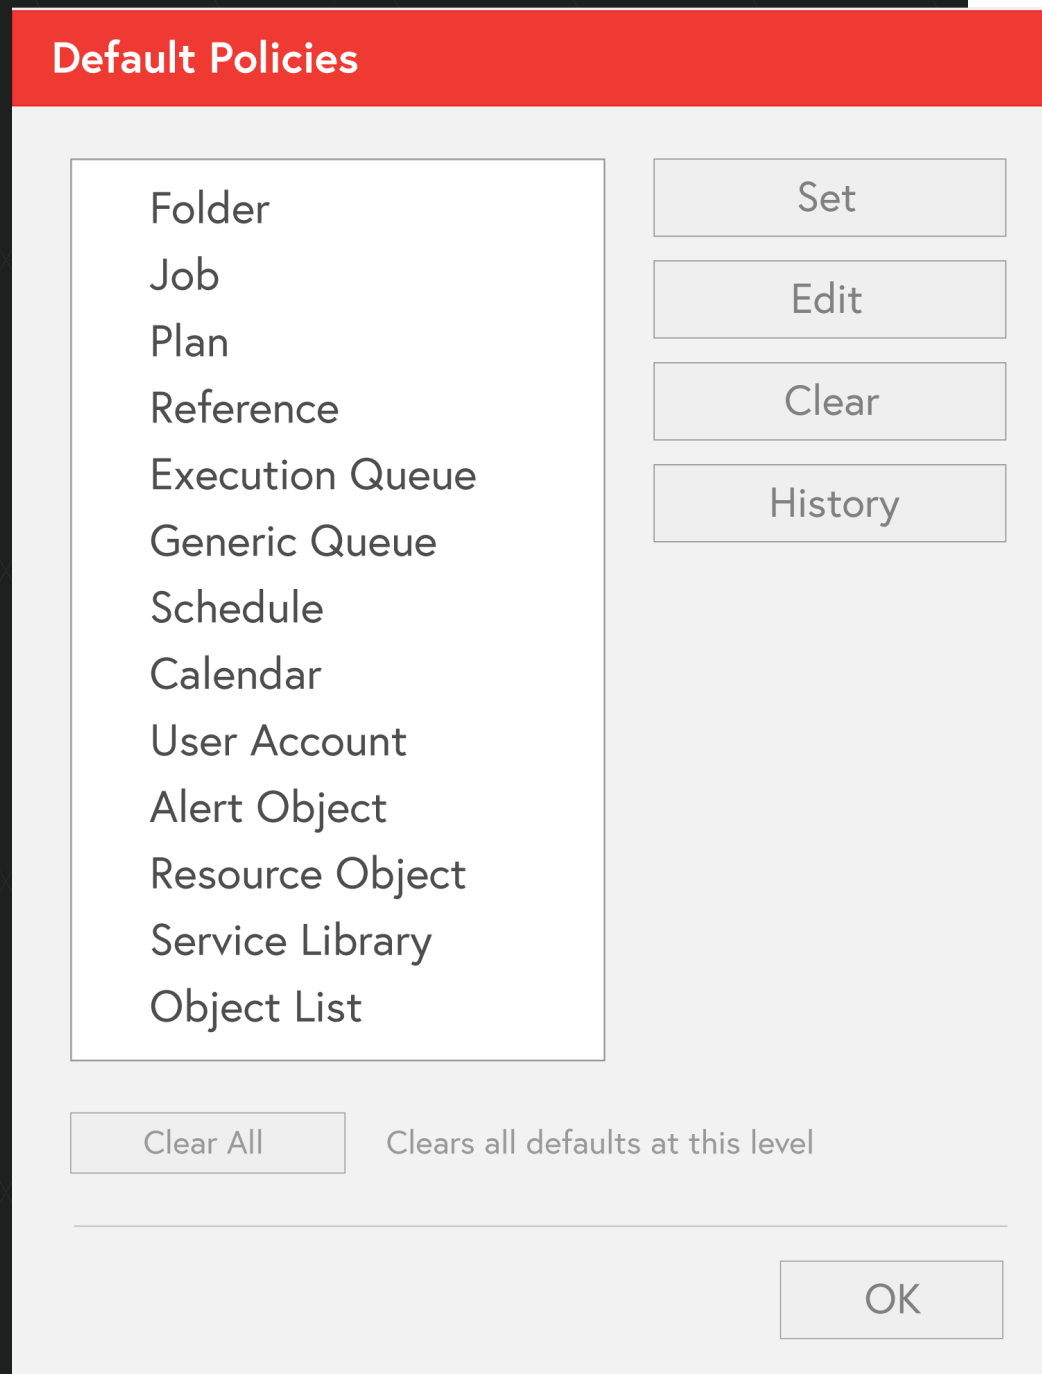 Default Policies
Folder
Job
Plan
Reference
Execution Queue
Generic Queue
Schedule
Calendar
User Account
Alert Object
Resource Object
Service Library
Object List
Set
Edit
Clear
History
Clear All
Clears all defaults at this level
OK